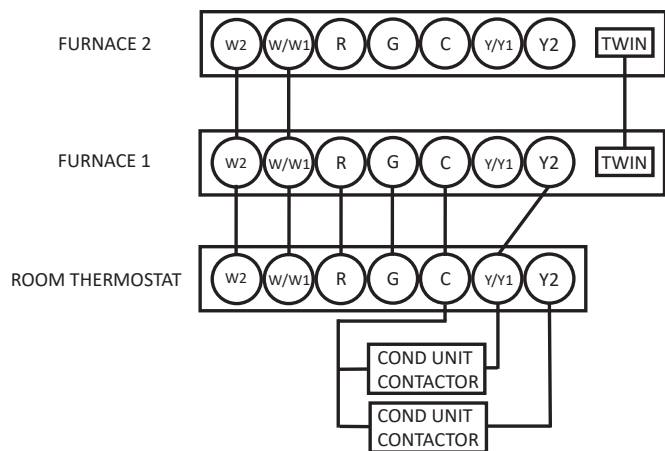 FURNACE 2
W2 W/W1 R G C Y/Y1 Y2 TWIN
FURNACE 1
W2 W/W1 R G C Y/Y1 Y2 TWIN
ROOM THERMOSTAT
W2 W/W1 R G C Y/Y1 Y2
COND UNIT
CONTACTOR
COND UNIT
CONTACTOR